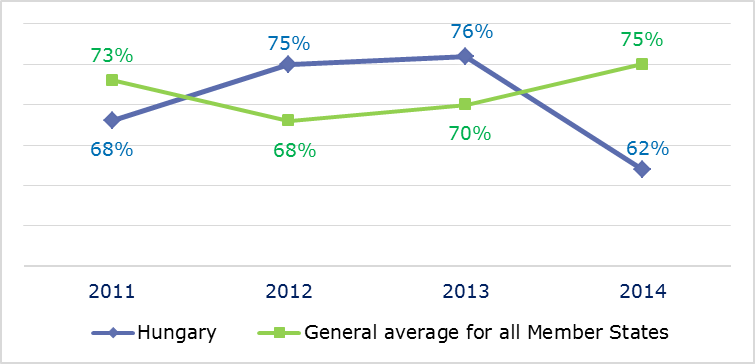 73% 75% 76% 75%
68% 68% 70% 62%
2011 2012 2013 2014
Hungary General average for all Member States